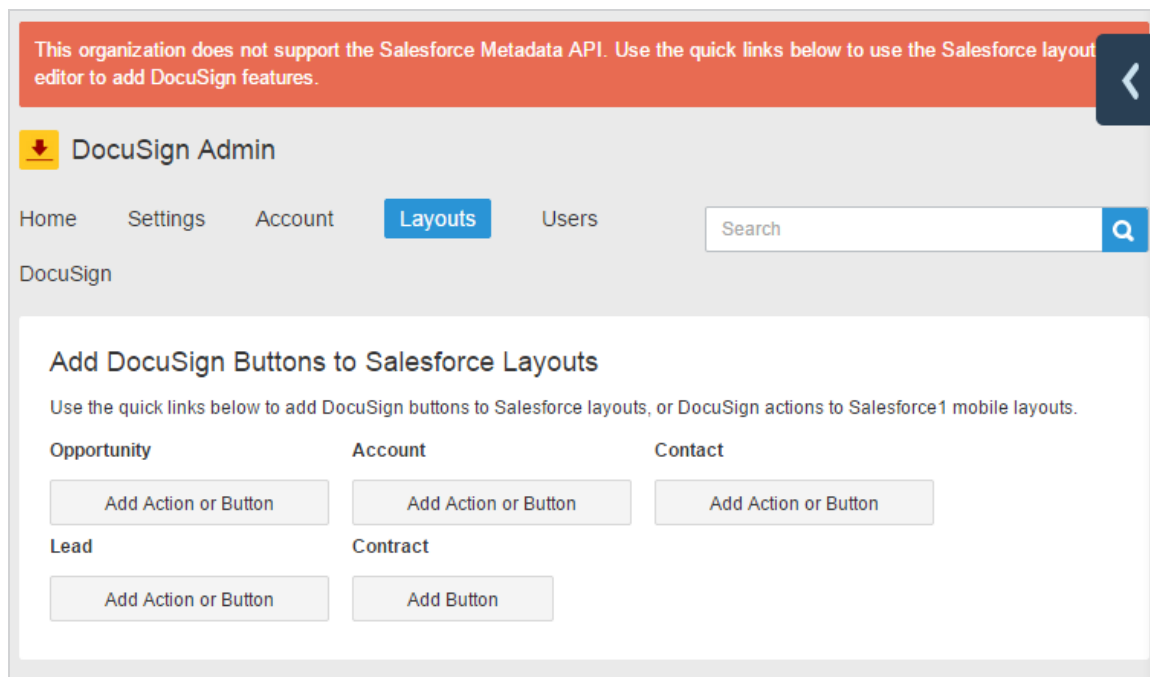 This organization does not support the Salesforce Metadata API. Use the quick links below to use the Salesforce layout
editor to add DocuSign features.
DocuSign Admin
Home Settings Account Layouts Users
Search
DocuSign
Add DocuSign Buttons to Salesforce Layouts
Use the quick links below to add DocuSign buttons to Salesforce layouts, or DocuSign actions to Salesforce1 mobile layouts.
Opportunity Account Contact
Add Action or Button Add Action or Button Add Action or Button
Lead Contract
Add Action or Button Add Button